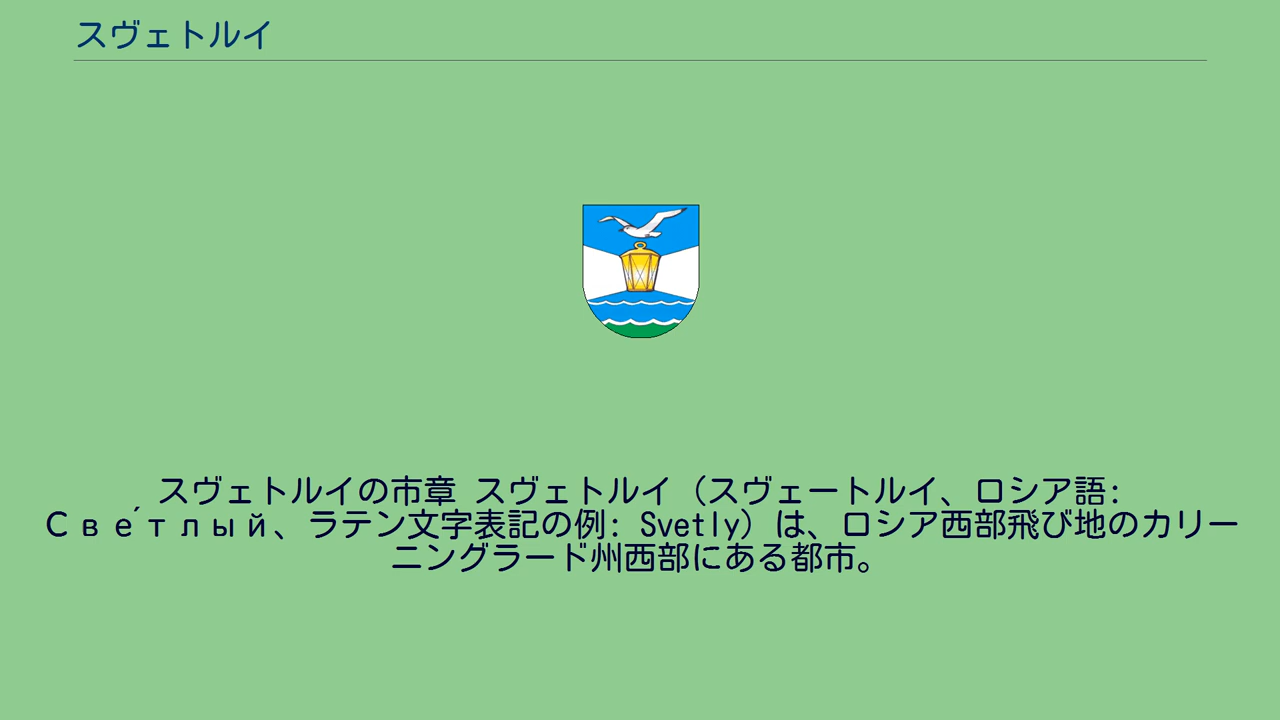 スヴェトルイ
スヴェトルイの市章 スヴェトルイ（スヴェートルイ、ロシア語:
Све́тлый、ラテン文字表記の例: Svetly）は、ロシア西部飛び地のカリー
ニングラード州西部にある都市。